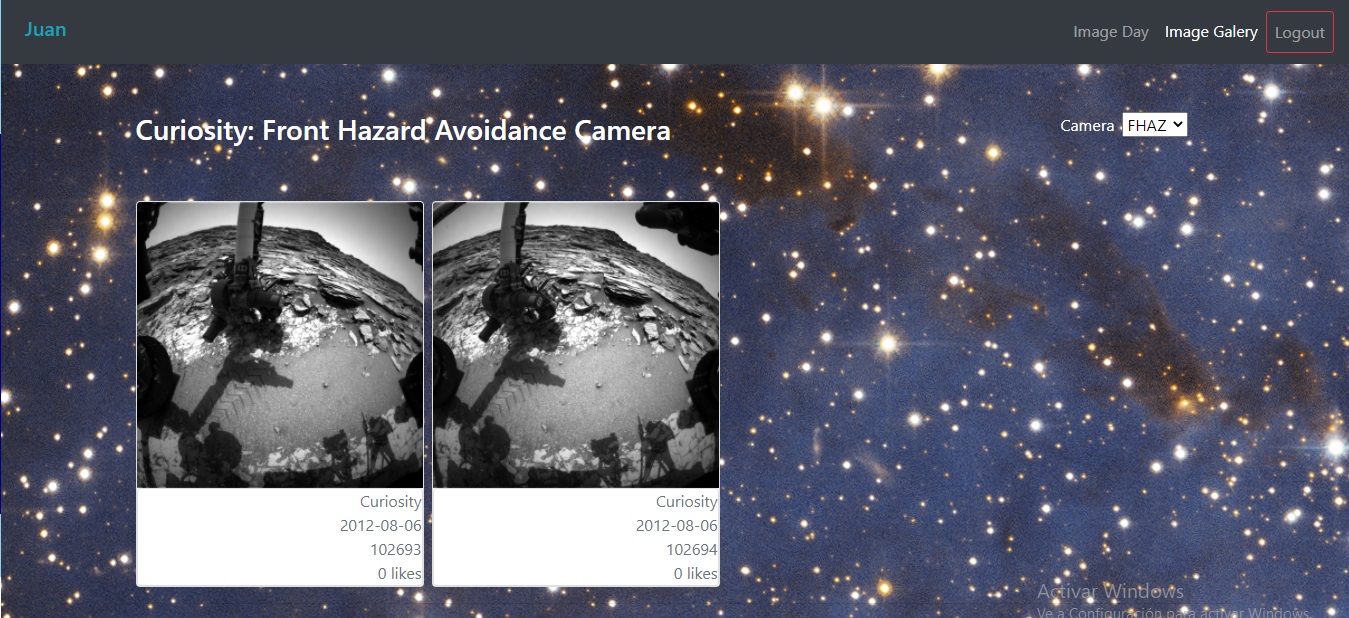 Juan
Image Day
Image Galery
Logout
Curiosity: Front Hazard Avoidance Camera
Camera FHAZ
Curiosity
2012-08-06
102693
0 likes
Curiosity
2012-08-06
102694
0 likes
Activar Windows
Ve a Configuración para activar Windows.